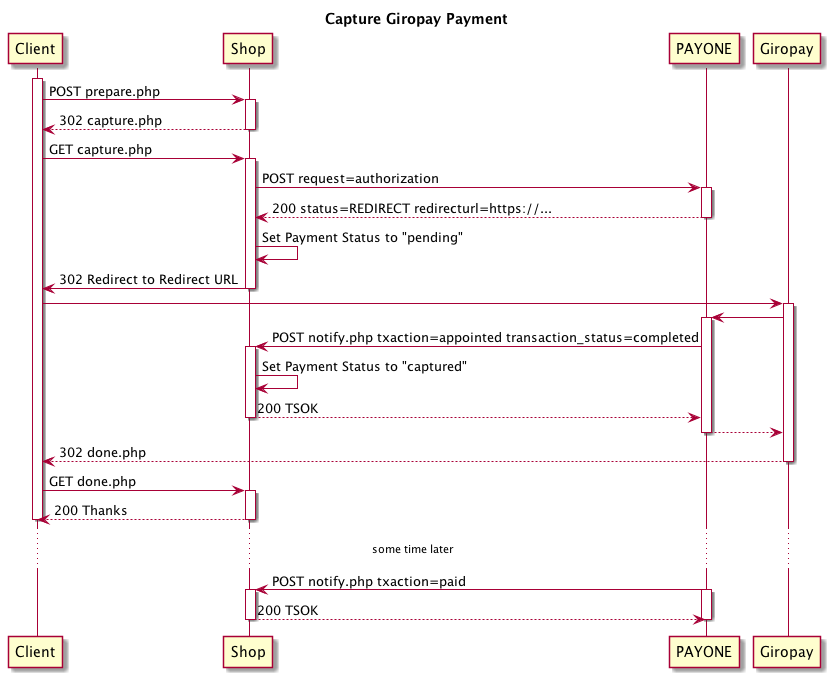 Capture Giropay Payment
Client Shop PAYONE Giropay
POST prepare.php
302 capture.php
GET capture.php
POST request=authorization
200 status=REDIRECT redirecturl=https://...
Set Payment Status to "pending"
302 Redirect to Redirect URL
POST notify.php txaction=appointed transaction_status=completed
Set Payment Status to "captured"
200 TSOK
302 done.php
GET done.php
200 Thanks
some time later
POST notify.php txaction=paid
200 TSOK
Client Shop PAYONE Giropay